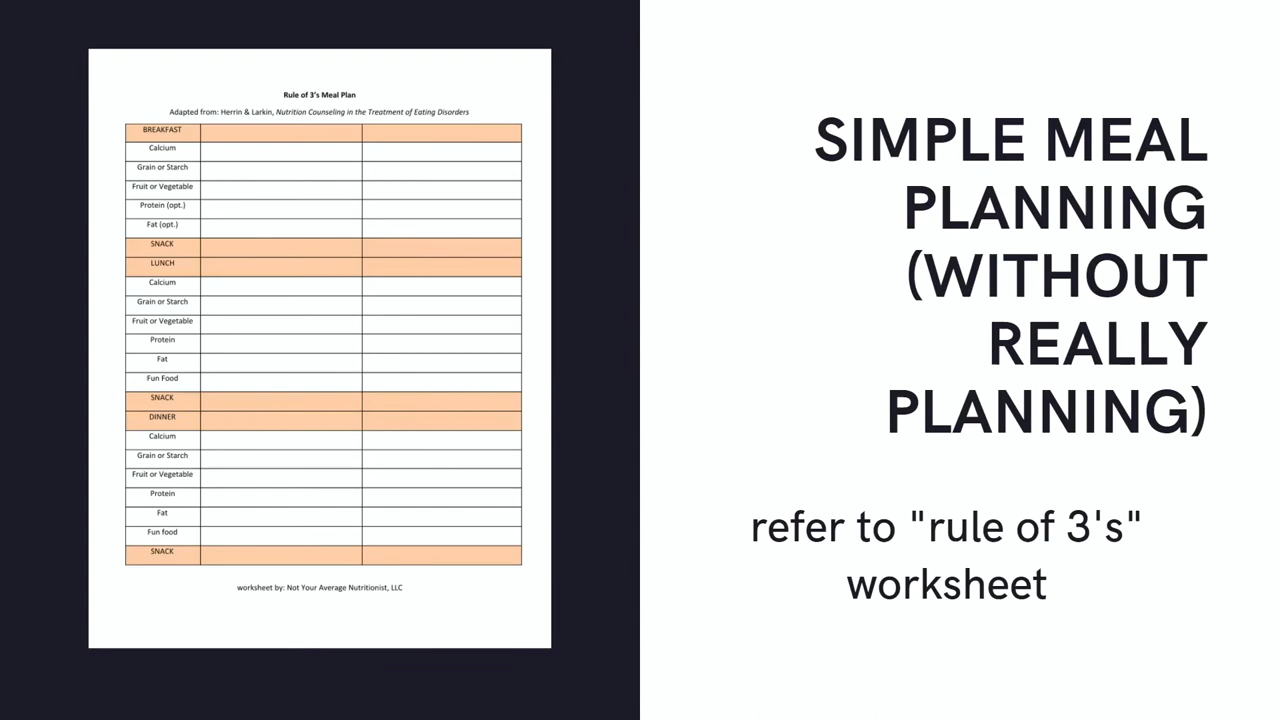 Rule of 3's Meal Plan
Adapted from: Herrin & Larkin, Nutrition Counseling in the Treatment of Eating Disorders
BREAKFAST
Calcium
Grain or Starch
Fruit or Vegetable
Protein (opt.)
Fat (opt.)
SNACK
LUNCH
Calcium
Grain or Starch
Fruit or Vegetable
Protein
Fat
Fun Food
SNACK
DINNER
Calcium
Grain or Starch
Fruit or Vegetable
Protein
Fat
Fun food
SNACK
worksheet by: Not Your Average Nutritionist, LLC
SIMPLE MEAL
PLANNING
(WITHOUT
REALLY
PLANNING)
refer to "rule of 3's"
worksheet